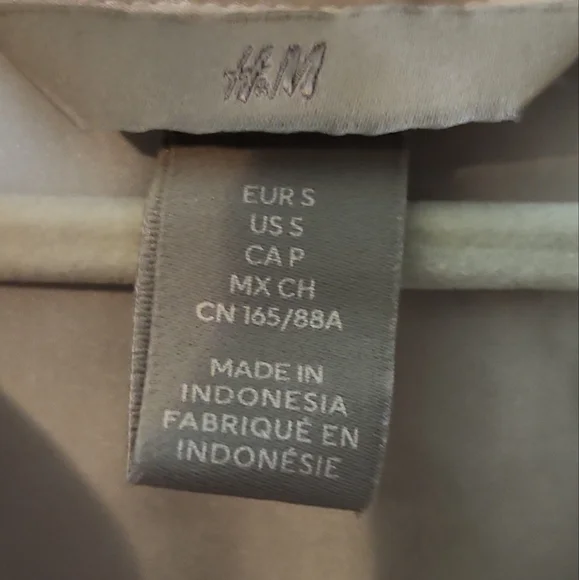 H&M
EUR S
US S
CA P
MX CH
CN 165/88A
MADE IN
INDONESIA
FABRIQUÉ EN
INDONÉSIE